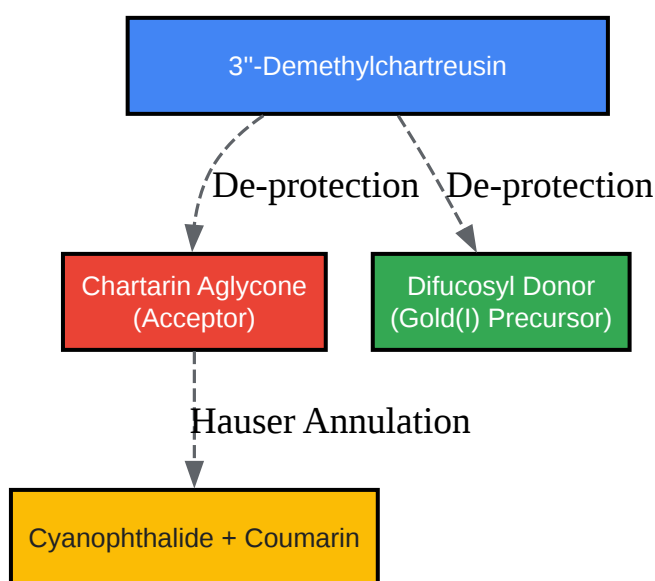 3"-Demethylchartreusin
De-protection
De-protection
Chartarin Aglycone
(Acceptor)
Difucosyl Donor
(Gold(I) Precursor)
Hauser Annulation
Cyanophthalide + Coumarin